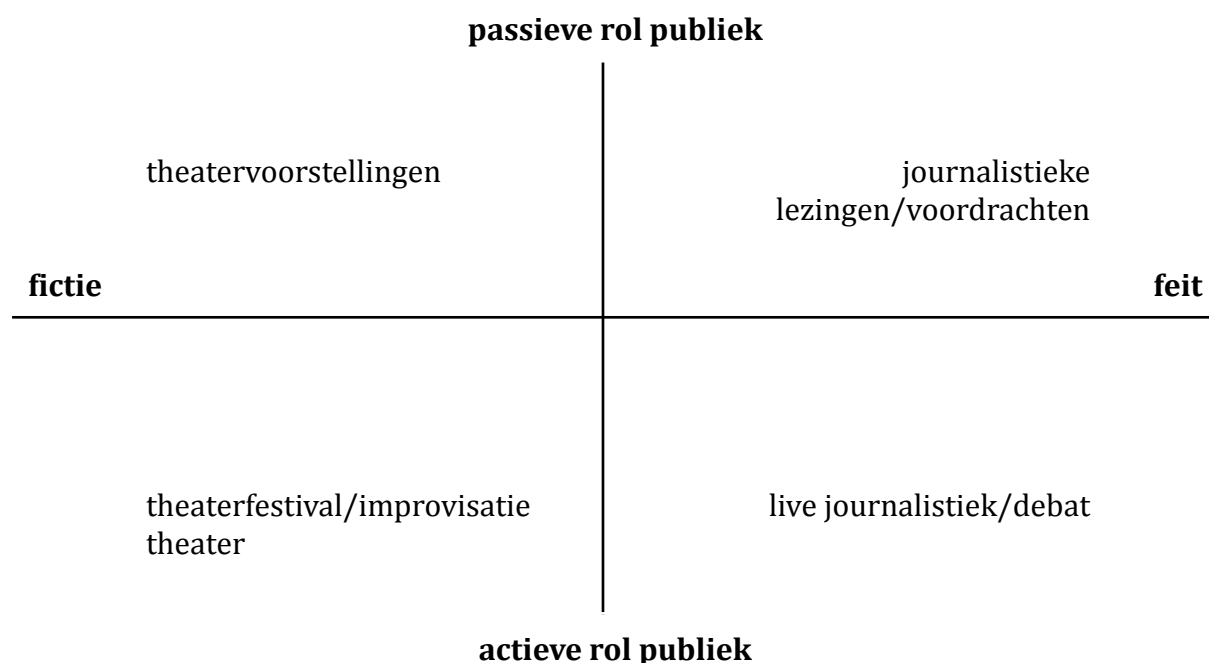 passieve rol publiek
theatervoorstellingen
journalistieke
lezingen/voordrachten
fictie
feit
theaterfestival/improvisatie
theater
live journalistiek/debat
actieve rol publiek